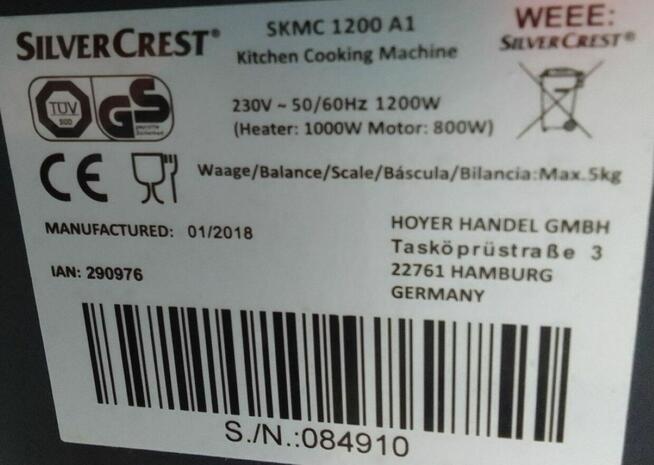 SILVERCREST®
SKMC 1200 A1
Kitchen Cooking Machine
WEEE:
SILVERCREST®
TÜV
SÜD
GS
geprüfte
Sicherheit
230V ~ 50/60Hz 1200W
(Heater: 1000W Motor: 800W)
CE
Waage/Balance/Scale/Báscula/Bilancia:Max.5kg
MANUFACTURED: 01/2018
IAN: 290976
HOYER HANDEL GMBH
Tasköprüstraße 3
22761 HAMBURG
GERMANY
S./N.:084910